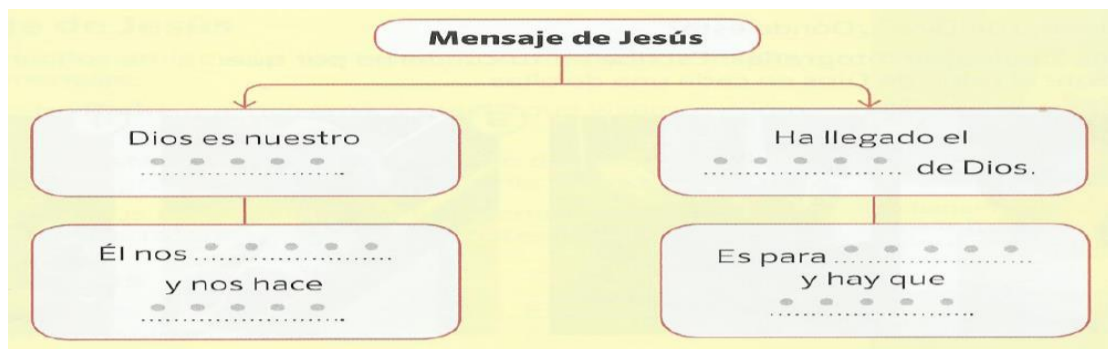 Mensaje de Jesús
Dios es nuestro
....................
Ha llegado el
.................... de Dios.
Él nos ....................
y nos hace
.....................
Es para ....................
y hay que
.....................